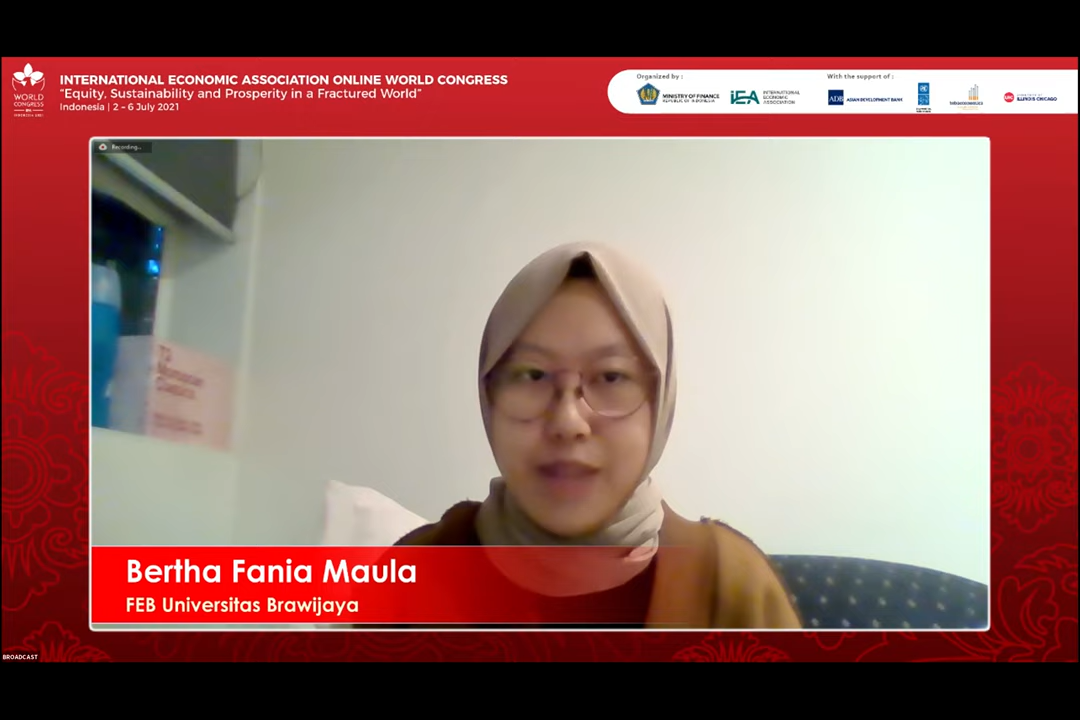 WORLD
CONGRESS
INTERNATIONAL ECONOMIC ASSOCIATION ONLINE WORLD CONGRESS
"Equity, Sustainability and Prosperity in a Fractured World"
Indonesia | 2 – 6 July 2021
Organized by :
MINISTRY OF FINANCE
REPUBLIC OF INDONESIA
IEA
INTERNATIONAL
ECONOMIC
ASSOCIATION
With the support of :
ADB
ASIAN DEVELOPMENT BANK
UIC
ILLINOIS CHICAGO
Recording...
Bertha Fania Maula
FEB Universitas Brawijaya
BROADCAST